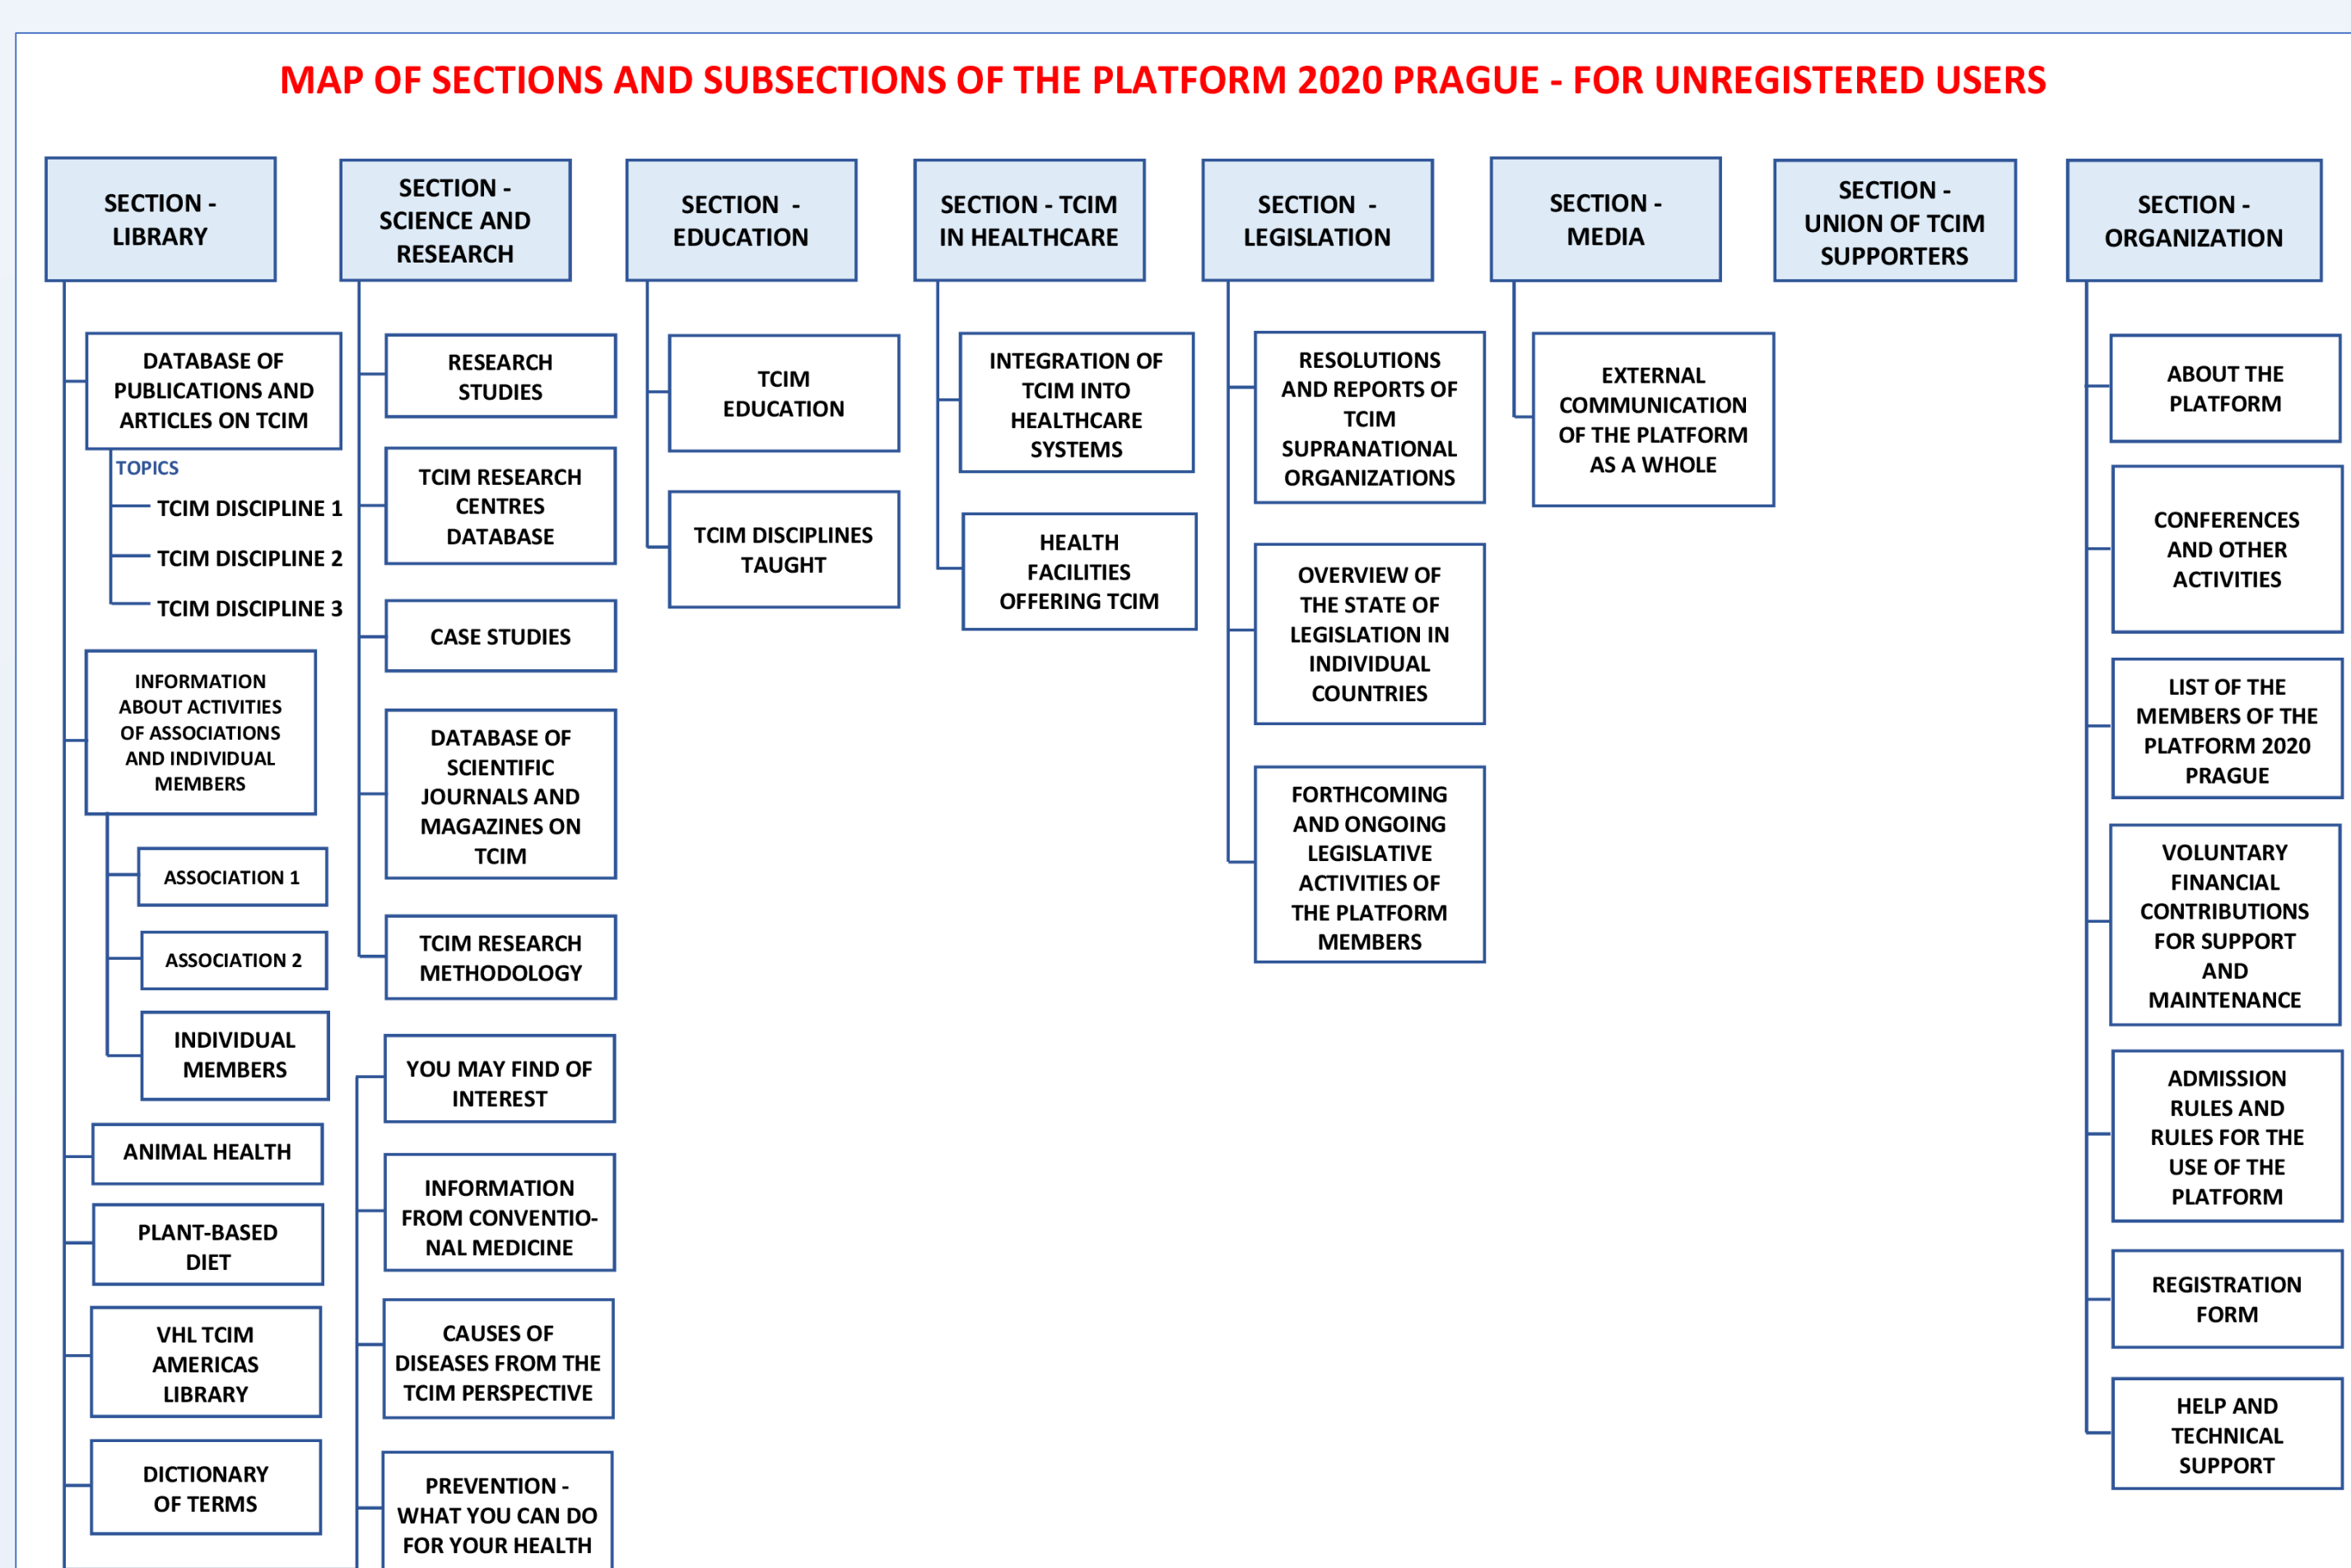 MAP OF SECTIONS AND SUBSECTIONS OF THE PLATFORM 2020 PRAGUE - FOR UNREGISTERED USERS
SECTION -
LIBRARY
DATABASE OF
PUBLICATIONS AND
ARTICLES ON TCIM
TOPICS
TCIM DISCIPLINE 1
TCIM DISCIPLINE 2
TCIM DISCIPLINE 3
INFORMATION
ABOUT ACTIVITIES
OF ASSOCIATIONS
AND INDIVIDUAL
MEMBERS
ASSOCIATION 1
ASSOCIATION 2
INDIVIDUAL
MEMBERS
ANIMAL HEALTH
PLANT-BASED
DIET
VHL TCIM
AMERICAS
LIBRARY
DICTIONARY
OF TERMS
SECTION -
SCIENCE AND
RESEARCH
RESEARCH
STUDIES
TCIM RESEARCH
CENTRES
DATABASE
CASE STUDIES
DATABASE OF
SCIENTIFIC
JOURNALS AND
MAGAZINES ON
TCIM
TCIM RESEARCH
METHODOLOGY
YOU MAY FIND OF
INTEREST
INFORMATION
FROM CONVENTIO-
NAL MEDICINE
CAUSES OF
DISEASES FROM THE
TCIM PERSPECTIVE
PREVENTION -
WHAT YOU CAN DO
FOR YOUR HEALTH
SECTION -
EDUCATION
TCIM
EDUCATION
TCIM DISCIPLINES
TAUGHT
SECTION - TCIM
IN HEALTHCARE
INTEGRATION OF
TCIM INTO
HEALTHCARE
SYSTEMS
HEALTH
FACILITIES
OFFERING TCIM
SECTION -
LEGISLATION
RESOLUTIONS
AND REPORTS OF
TCIM
SUPRANATIONAL
ORGANIZATIONS
OVERVIEW OF
THE STATE OF
LEGISLATION IN
INDIVIDUAL
COUNTRIES
FORTHCOMING
AND ONGOING
LEGISLATIVE
ACTIVITIES OF
THE PLATFORM
MEMBERS
SECTION -
MEDIA
EXTERNAL
COMMUNICATION
OF THE PLATFORM
AS A WHOLE
SECTION -
UNION OF TCIM
SUPPORTERS
SECTION -
ORGANIZATION
ABOUT THE
PLATFORM
CONFERENCES
AND OTHER
ACTIVITIES
LIST OF THE
MEMBERS OF THE
PLATFORM 2020
PRAGUE
VOLUNTARY
FINANCIAL
CONTRIBUTIONS
FOR SUPPORT
AND
MAINTENANCE
ADMISSION
RULES AND
RULES FOR THE
USE OF THE
PLATFORM
REGISTRATION
FORM
HELP AND
TECHNICAL
SUPPORT